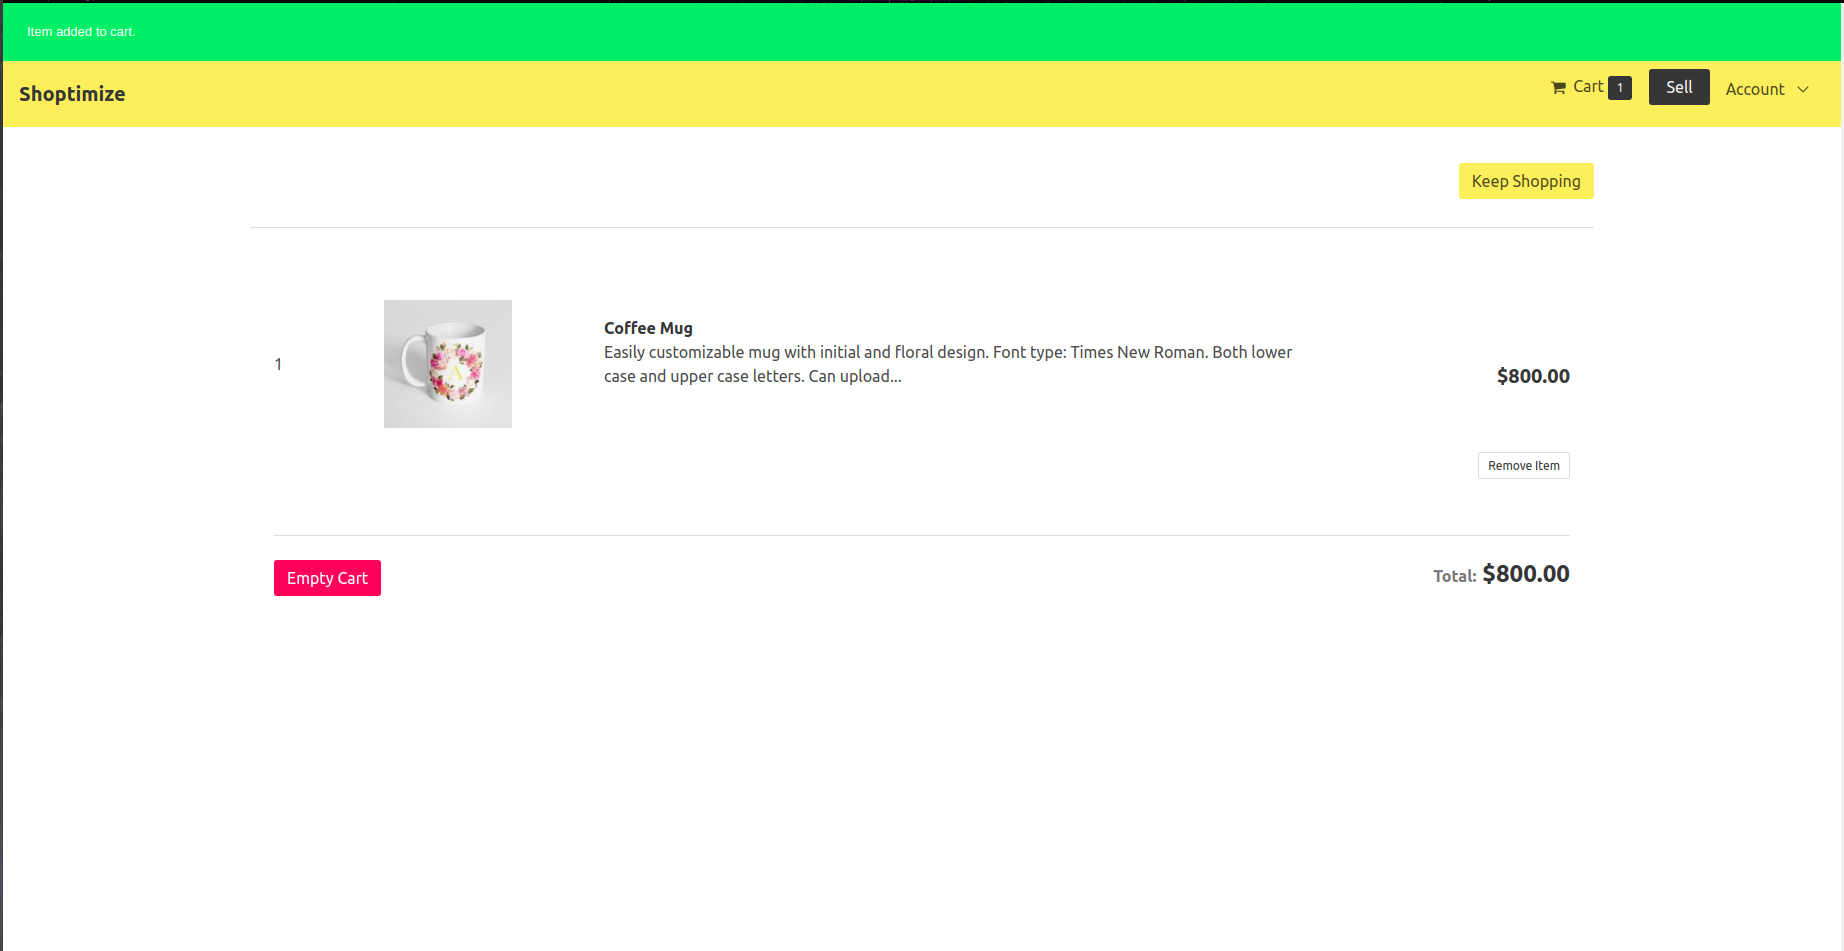 Item added to cart.
Shoptimize
Cart 1
Sell
Account
Keep Shopping
1
A
Coffee Mug
Easily customizable mug with initial and floral design. Font type: Times New Roman. Both lower
case and upper case letters. Can upload...
$800.00
Remove Item
Empty Cart
Total: $800.00